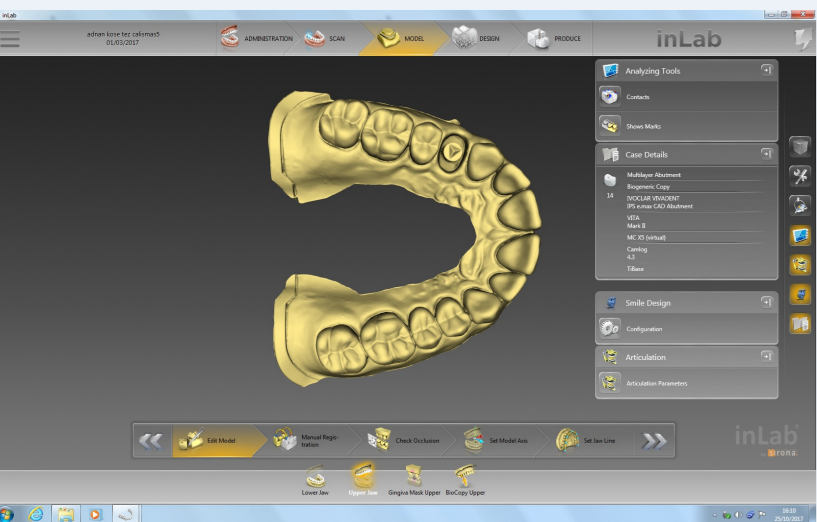 inLab
adnan kose tez calismas5
01/03/2017
ADMINISTRATION
SCAN
MODEL
DESIGN
PRODUCE
inLab
Analyzing Tools
Contacts
Shows Marks
Case Details
14
Multilayer Abutment
Biogeneric Copy
IVOCLAR VIVADENT
IPS e.max CAD Abutment
VITA
Mark II
MC X5 (virtual)
Camlog
4.3
TiBase
Smile Design
Configuration
Articulation
Articulation Parameters
Edit Model
Manual Regis-
tration
Check Occlusion
Set Model Axis
Set Jaw Line
inLab
by sirona.
Lower Jaw
Upper Jaw
Gingiva Mask Upper
BioCopy Upper
16:10
25/10/2017